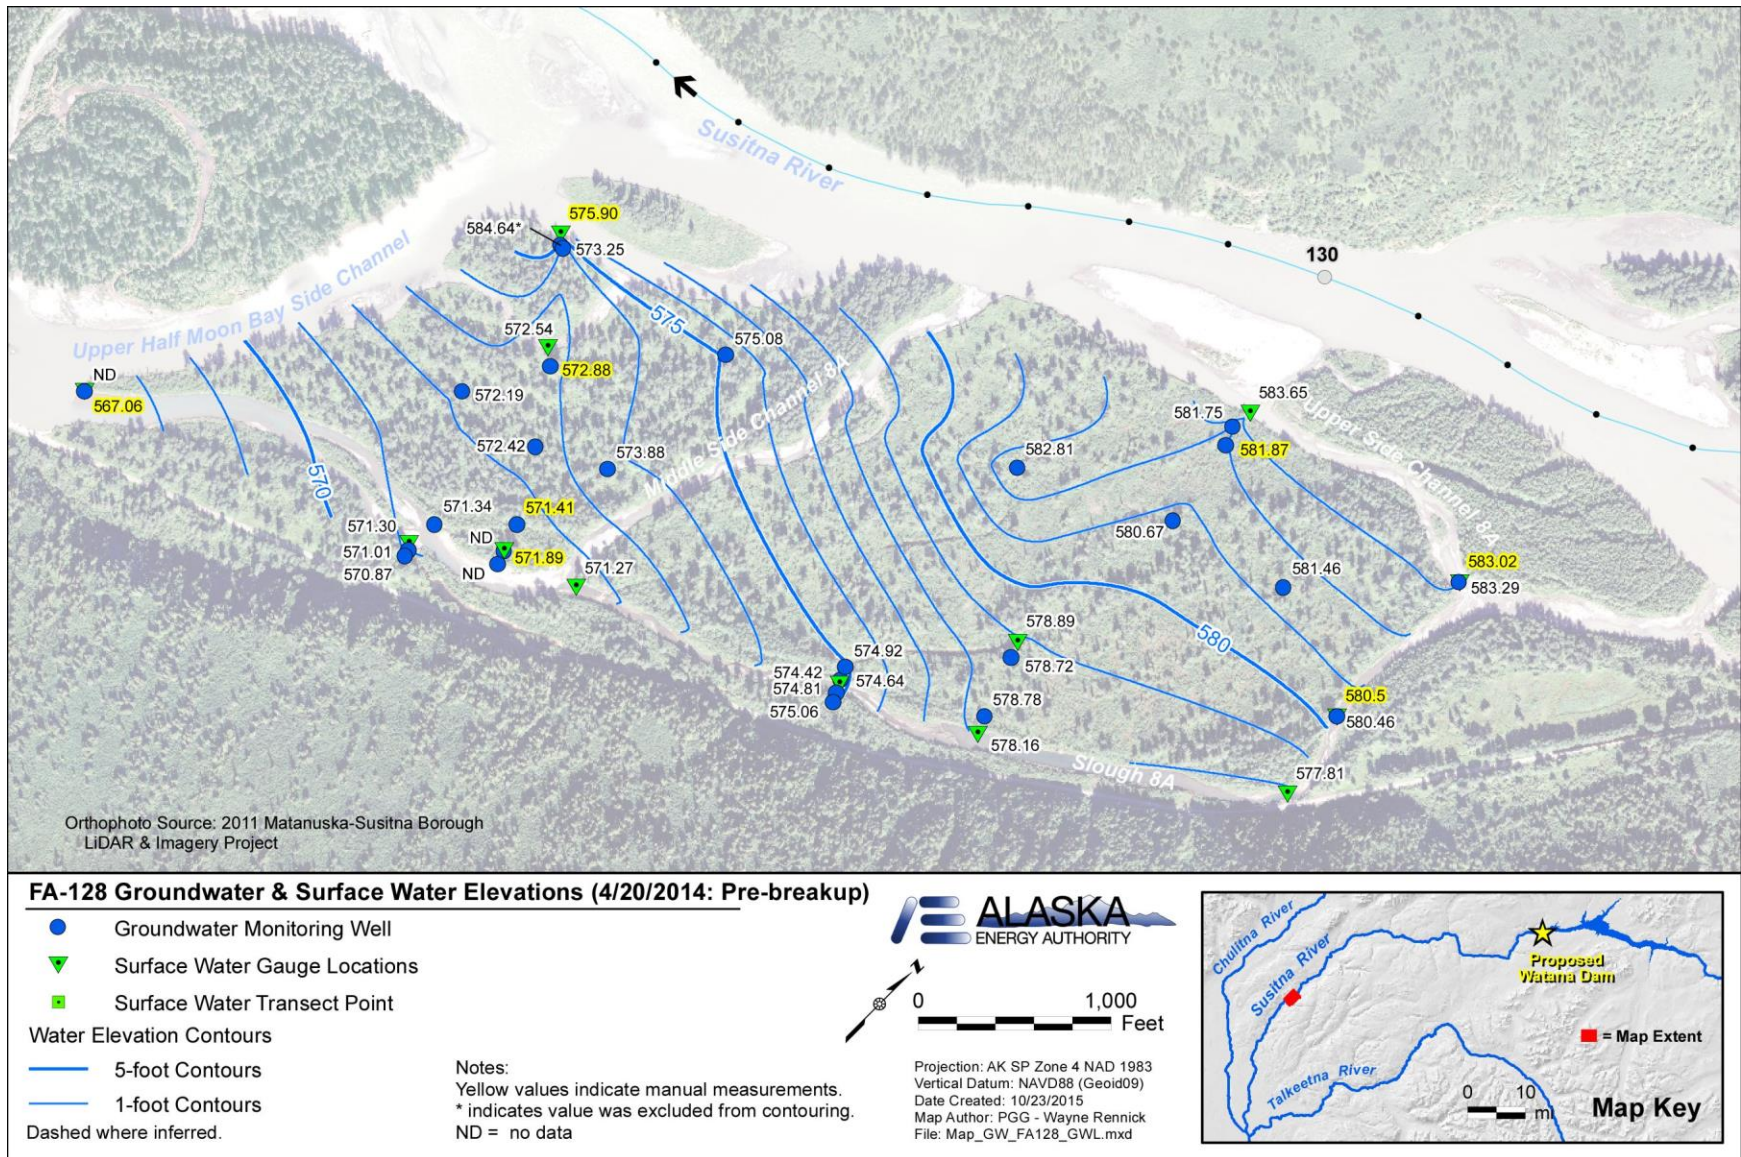 Susitna River
130
575.90
584.64*
573.25
Upper Half Moon Bay Side Channel
575
572.54
575.08
572.88
ND
567.06
572.19
Middle Side Channel 8A
583.65
581.75
Upper Side Channel 8A
581.87
572.42
573.88
582.81
570
571.34
571.41
571.30
571.01
570.87
ND
571.89
ND
571.27
580.67
581.46
583.02
583.29
578.89
580
578.72
574.92
574.42
574.64
574.81
575.06
578.78
578.16
580.5
580.46
Slough 8A
577.81
Orthophoto Source: 2011 Matanuska-Susitna Borough
LiDAR & Imagery Project
FA-128 Groundwater & Surface Water Elevations (4/20/2014: Pre-breakup)
Groundwater Monitoring Well
Surface Water Gauge Locations
Surface Water Transect Point
Water Elevation Contours
5-foot Contours
1-foot Contours
Dashed where inferred.
Notes:
Yellow values indicate manual measurements.
* indicates value was excluded from contouring.
ND = no data
ALASKA
ENERGY AUTHORITY
N
0 1,000
Feet
Projection: AK SP Zone 4 NAD 1983
Vertical Datum: NAVD88 (Geoid09)
Date Created: 10/23/2015
Map Author: PGG - Wayne Rennick
File: Map_GW_FA128_GWL.mxd
Chulitna River
Susitna River
Proposed
Watana Dam
= Map Extent
Talkeetna River
0 10
mi
Map Key